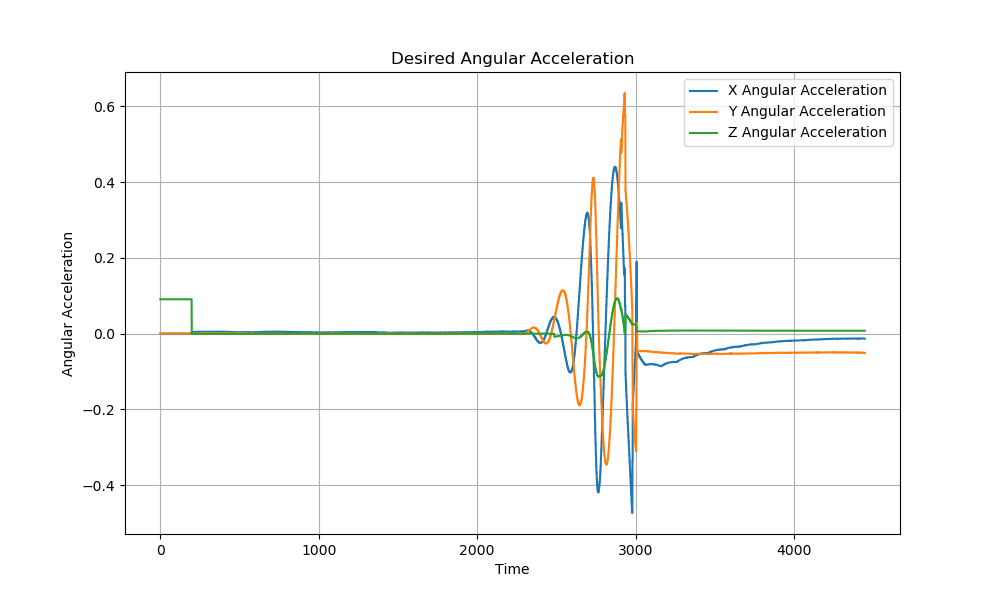 Desired Angular Acceleration
X Angular Acceleration
Y Angular Acceleration
Z Angular Acceleration
Angular Acceleration
0.6
0.4
0.2
0.0
−0.2
−0.4
0 1000 2000 3000 4000
Time